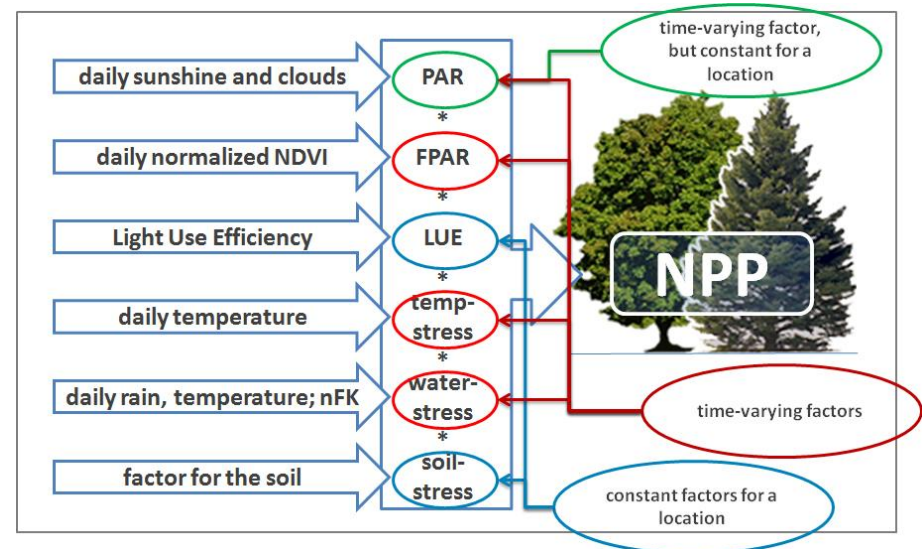 time-varying factor,
but constant for a
location
daily sunshine and clouds
PAR
*
daily normalized NDVI
FPAR
*
Light Use Efficiency
LUE
*
NPP
daily temperature
temp-
stress
*
daily rain, temperature; nFK
water-
stress
*
time-varying factors
factor for the soil
soil-
stress
constant factors for a
location